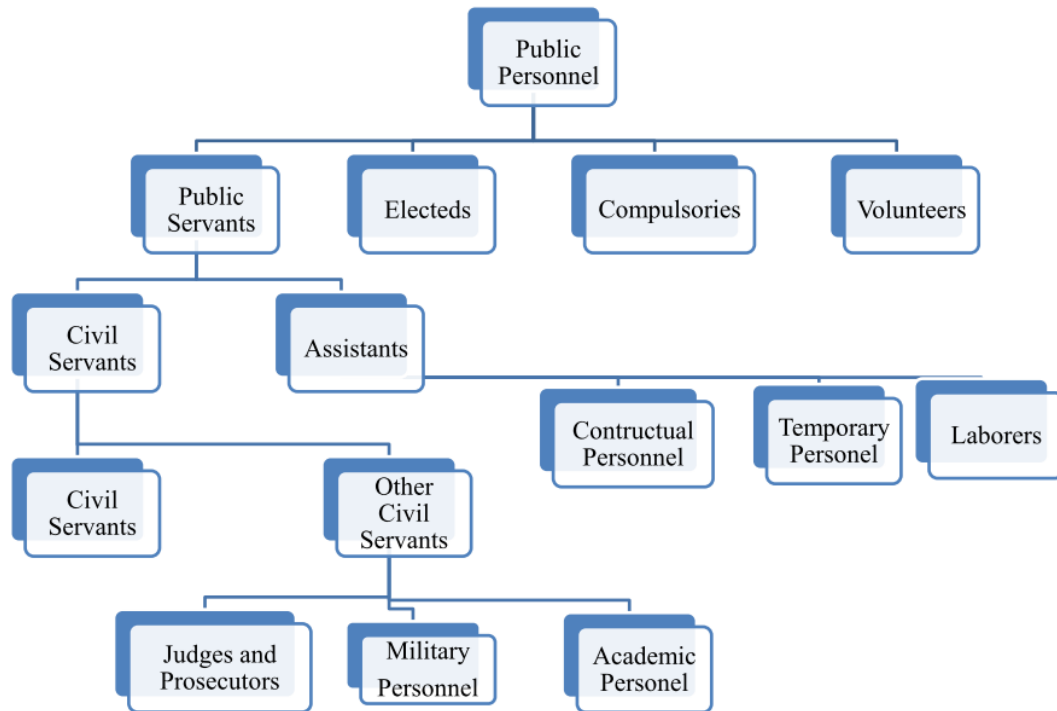 Public
Personnel
Public
Servants
Electeds
Compulsories
Volunteers
Civil
Servants
Assistants
Contructual
Personnel
Temporary
Personel
Laborers
Civil
Servants
Other
Civil
Servants
Judges and
Prosecutors
Military
Personnel
Academic
Personel